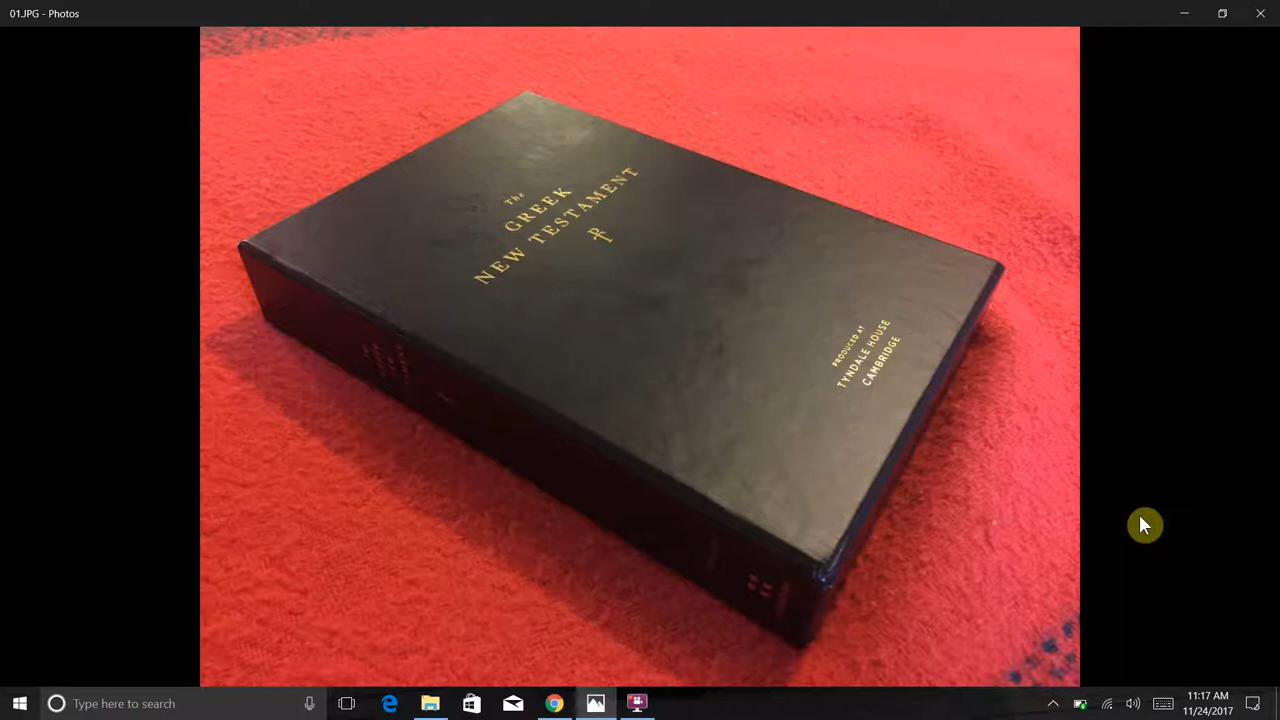 01.JPG - Photos
The
GREEK
NEW TESTAMENT
PRODUCED AT
TYNDALE HOUSE
CAMBRIDGE
Type here to search
11:17 AM
11/24/2017